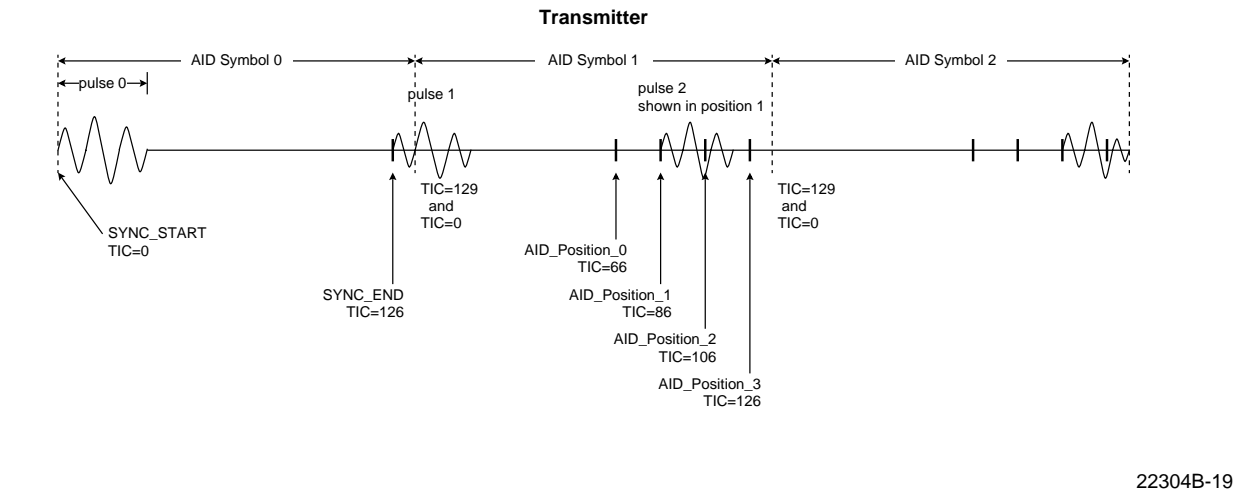 Transmitter
AID Symbol 0
AID Symbol 1
AID Symbol 2
pulse 0
pulse 1
pulse 2
shown in position 1
TIC=129
and
TIC=0
TIC=129
and
TIC=0
SYNC_START
TIC=0
AID_Position_0
TIC=66
SYNC_END
TIC=126
AID_Position_1
TIC=86
AID_Position_2
TIC=106
AID_Position_3
TIC=126
22304B-19